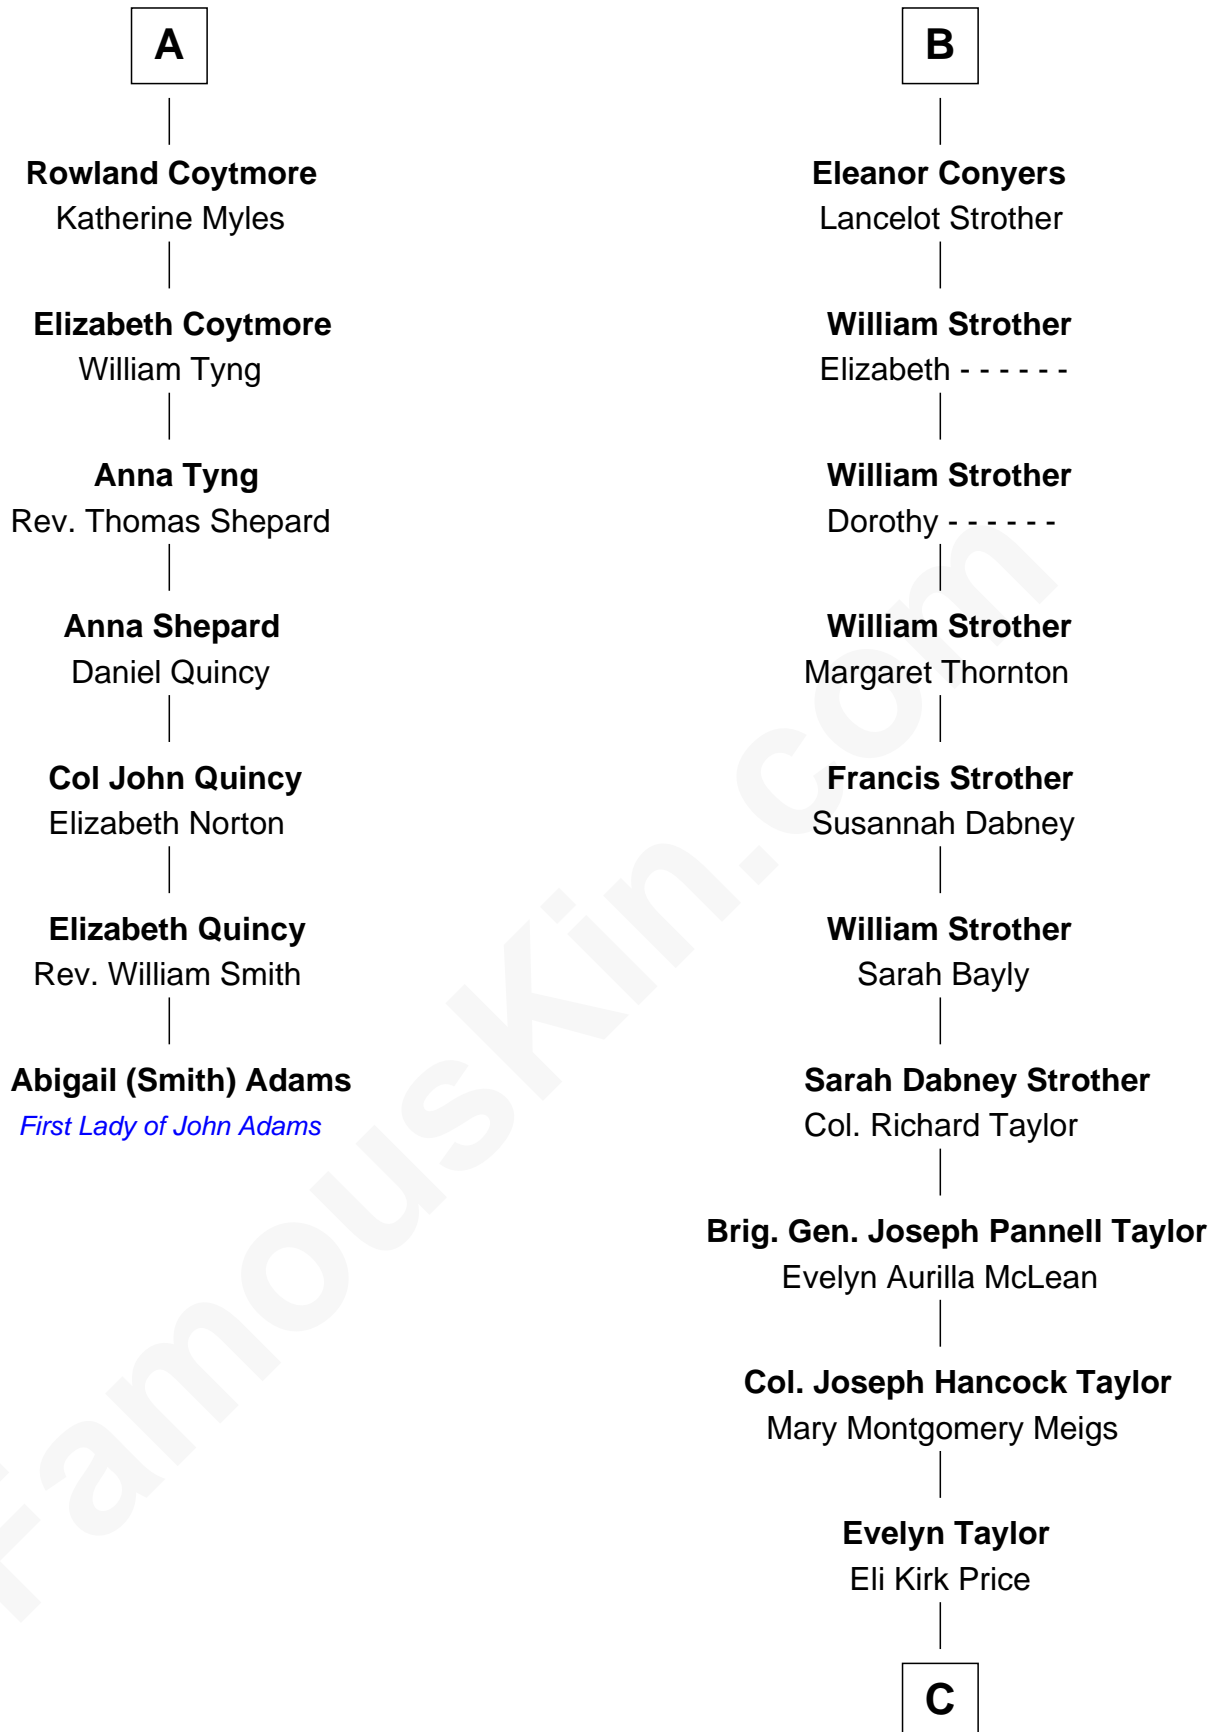 A
Rowland Coytmore
Katherine Myles
Elizabeth Coytmore
William Tyng
Anna Tyng
Rev. Thomas Shepard
Anna Shepard
Daniel Quincy
Col John Quincy
Elizabeth Norton
Elizabeth Quincy
Rev. William Smith
Abigail (Smith) Adams
First Lady of John Adams
B
Eleanor Conyers
Lancelot Strother
William Strother
Elizabeth - - - - - -
William Strother
Dorothy - - - - - -
William Strother
Margaret Thornton
Francis Strother
Susannah Dabney
William Strother
Sarah Bayly
Sarah Dabney Strother
Col. Richard Taylor
Brig. Gen. Joseph Pannell Taylor
Evelyn Aurilla McLean
Col. Joseph Hancock Taylor
Mary Montgomery Meigs
Evelyn Taylor
Eli Kirk Price
C
FamousKin.com